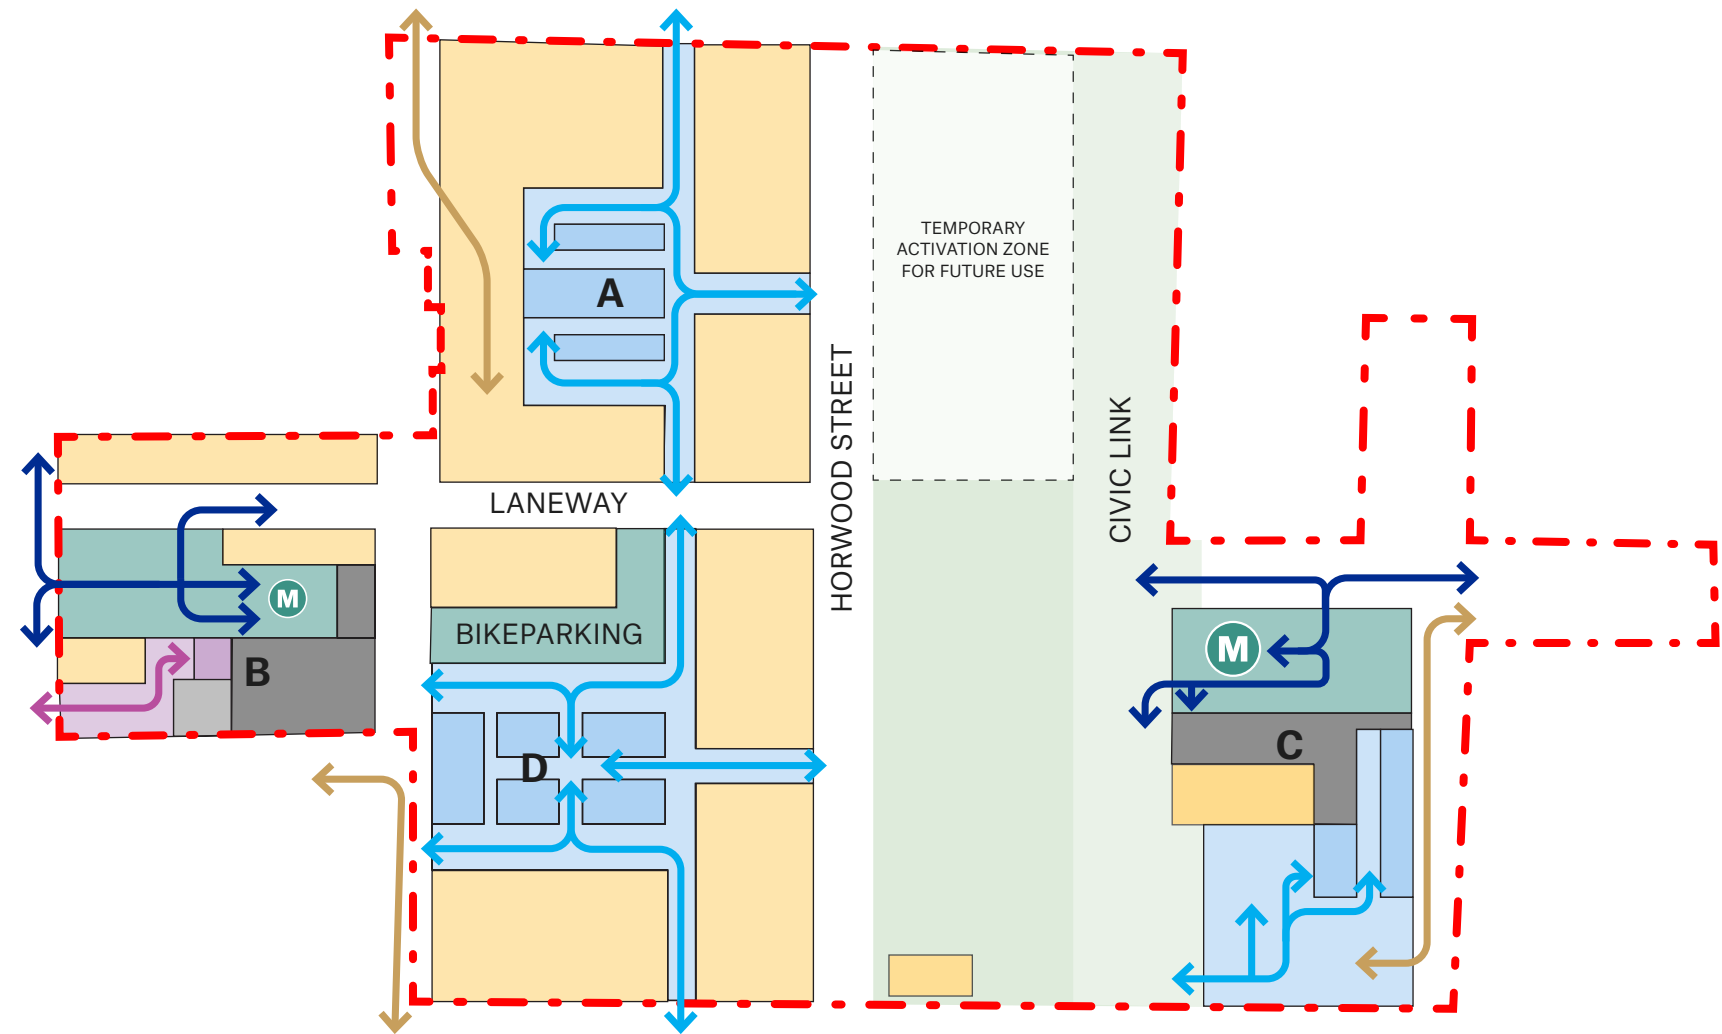 TEMPORARY
ACTIVATION ZONE
FOR FUTURE USE
A
HORWOOD STREET
CIVIC LINK
LANEWAY
M
BIKEPARKING
M
B
C
D